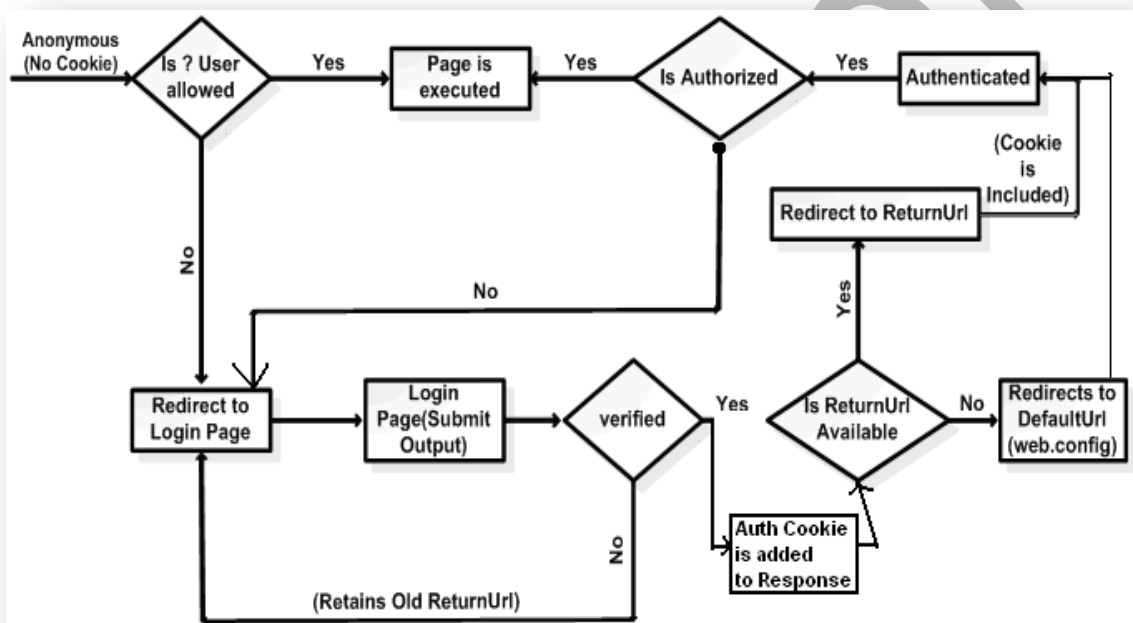 Anonymous
(No Cookie)
Is ? User
allowed
Yes
Page is
executed
Yes
Is Authorized
Yes
Authenticated
(Cookie
is
Included)
Redirect to ReturnUrl
No
No
Yes
Redirect to
Login Page
Login
Page(Submit
Output)
verified
Yes
Is ReturnUrl
Available
No
Redirects to
DefaultUrl
(web.config)
Auth Cookie
is added
to Response
No
(Retains Old ReturnUrl)